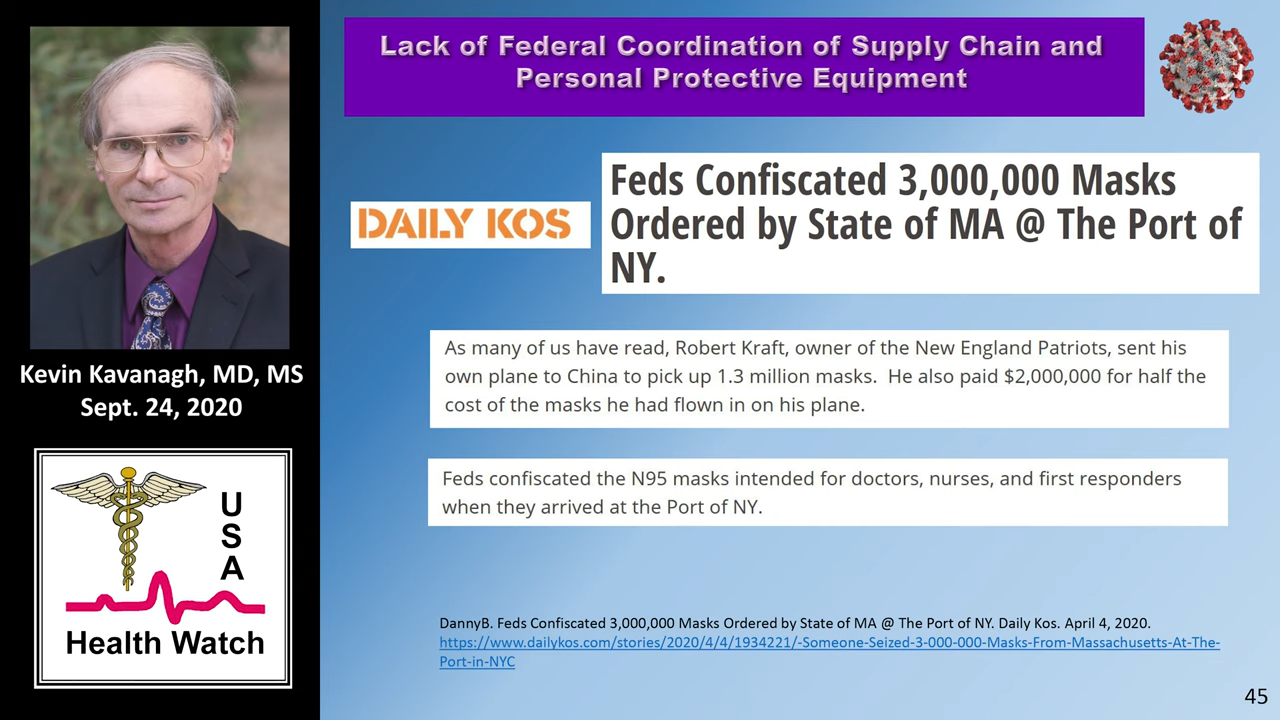 Lack of Federal Coordination of Supply Chain and
Personal Protective Equipment
DAILY KOS
Feds Confiscated 3,000,000 Masks
Ordered by State of MA @ The Port of
NY.
As many of us have read, Robert Kraft, owner of the New England Patriots, sent his
own plane to China to pick up 1.3 million masks.  He also paid $2,000,000 for half the
cost of the masks he had flown in on his plane.
Feds confiscated the N95 masks intended for doctors, nurses, and first responders
when they arrived at the Port of NY.
DannyB. Feds Confiscated 3,000,000 Masks Ordered by State of MA @ The Port of NY. Daily Kos. April 4, 2020.
https://www.dailykos.com/stories/2020/4/4/1934221/-Someone-Seized-3-000-000-Masks-From-Massachusetts-At-The-
Port-in-NYC
45
Kevin Kavanagh, MD, MS
Sept. 24, 2020
U
S
A
Health Watch